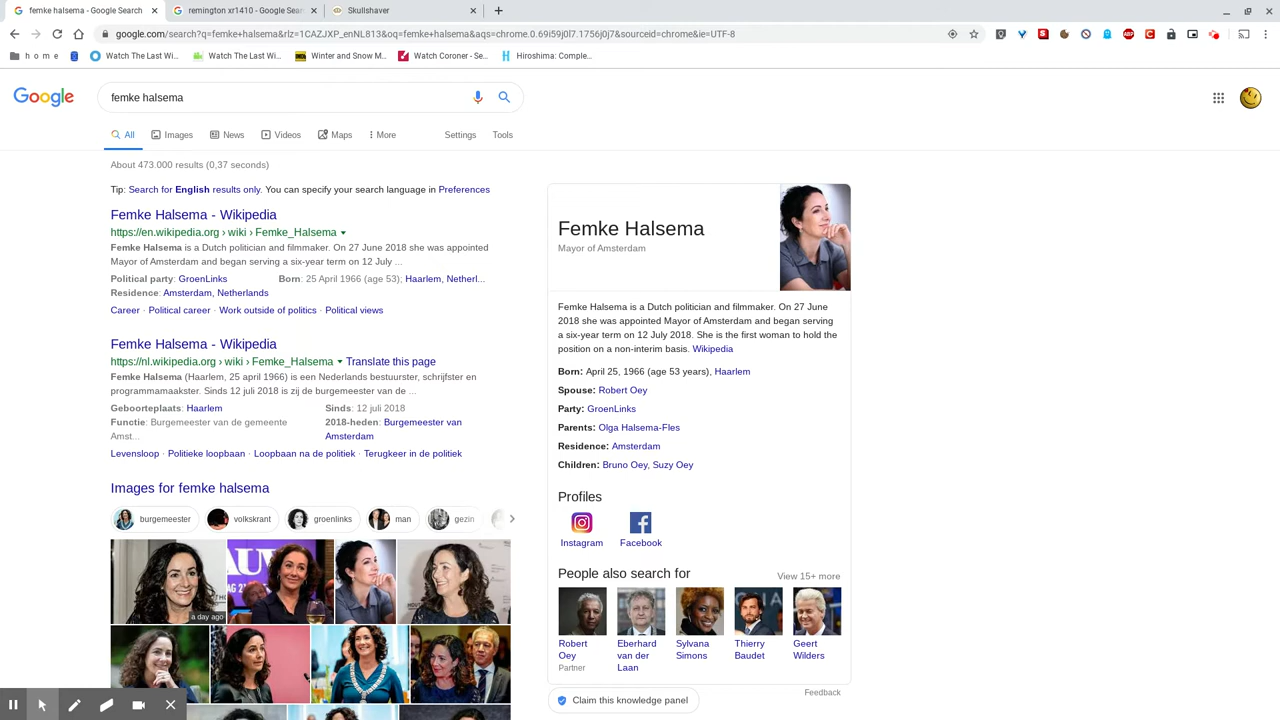 femke halsema - Google Search
remington xr1410 - Google Sear
Skullshaver
google.com/search?q=femke+halsema&rlz=1CAZJXP_enNL813&oq=femke+halsema&aqs=chrome.0.69i59j0l7.1756j0j7&sourceid=chrome&ie=UTF-8
h o m e
Watch The Last Wi...
Watch The Last Wi...
Winter and Snow M...
Watch Coroner - Se...
Hiroshima: Comple...
Google
femke halsema
All Images News Videos Maps More Settings Tools
About 473.000 results (0,37 seconds)
Tip: Search for English results only. You can specify your search language in Preferences
Femke Halsema - Wikipedia
https://en.wikipedia.org › wiki › Femke_Halsema
Femke Halsema is a Dutch politician and filmmaker. On 27 June 2018 she was appointed
Mayor of Amsterdam and began serving a six-year term on 12 July ...
Political party: GroenLinks Born: 25 April 1966 (age 53); Haarlem, Netherl...
Residence: Amsterdam, Netherlands
Career · Political career · Work outside of politics · Political views
Femke Halsema - Wikipedia
https://nl.wikipedia.org › wiki › Femke_Halsema Translate this page
Femke Halsema (Haarlem, 25 april 1966) is een Nederlands bestuurster, schrijfster en
programmamaakster. Sinds 12 juli 2018 is zij de burgemeester van de ...
Geboorteplaats: Haarlem Sinds: 12 juli 2018
Functie: Burgemeester van de gemeente 2018-heden: Burgemeester van
Amst... Amsterdam
Levensloop · Politieke loopbaan · Loopbaan na de politiek · Terugkeer in de politiek
Images for femke halsema
burgemeester volkskrant groenlinks man gezin
a day ago
Femke Halsema
Mayor of Amsterdam
Femke Halsema is a Dutch politician and filmmaker. On 27 June
2018 she was appointed Mayor of Amsterdam and began serving
a six-year term on 12 July 2018. She is the first woman to hold the
position on a non-interim basis. Wikipedia
Born: April 25, 1966 (age 53 years), Haarlem
Spouse: Robert Oey
Party: GroenLinks
Parents: Olga Halsema-Fles
Residence: Amsterdam
Children: Bruno Oey, Suzy Oey
Profiles
Instagram Facebook
People also search for View 15+ more
Robert Eberhard Sylvana Thierry Geert
Oey van der Simons Baudet Wilders
Partner Laan
Claim this knowledge panel
Feedback